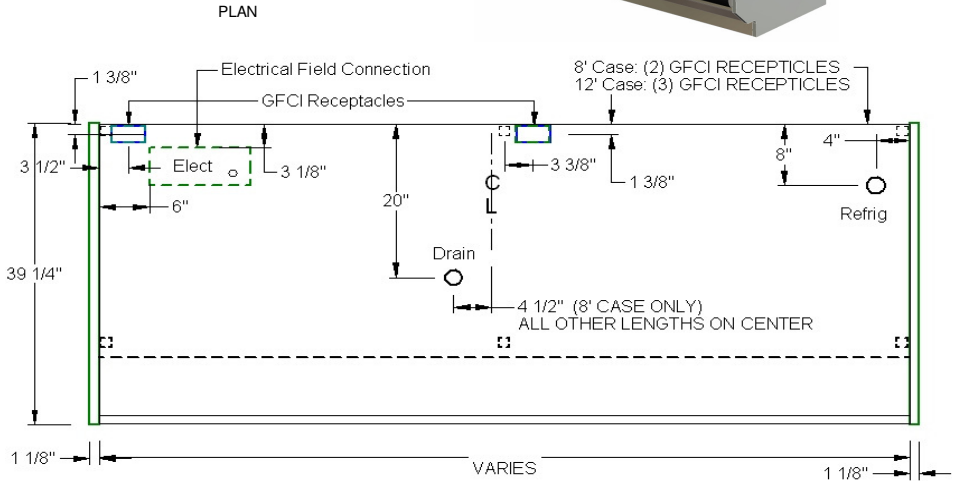 PLAN
1 3/8"
Electrical Field Connection
GFCI Receptacles
8' Case: (2) GFCI RECEPTICLES
12' Case: (3) GFCI RECEPTICLES
3 1/2"
Elect
3 1/8"
6"
20"
CL
3 3/8"
1 3/8"
8"
4"
Refrig
39 1/4"
Drain
4 1/2" (8' CASE ONLY)
ALL OTHER LENGTHS ON CENTER
1 1/8"
VARIES
1 1/8"